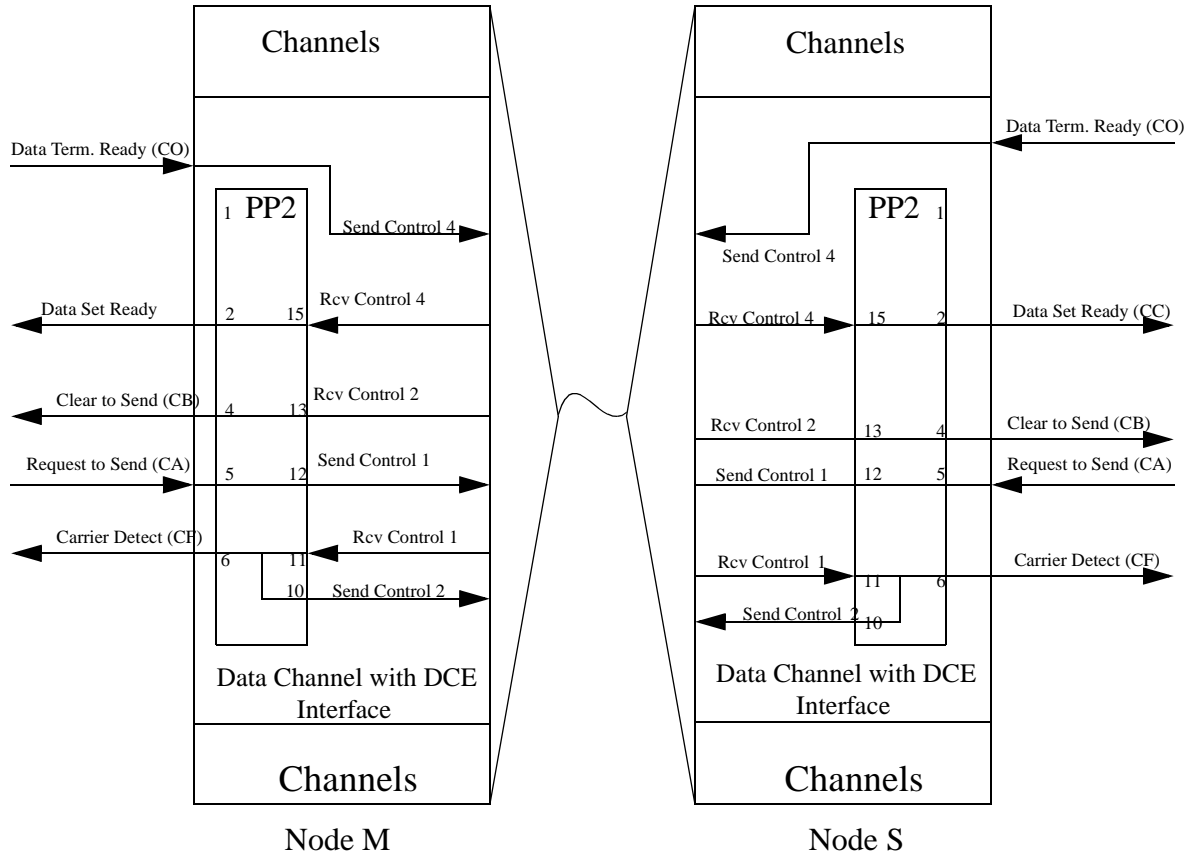 Channels
Channels
Data Term. Ready (CO)
Data Term. Ready (CO)
1 PP2
PP2 1
Send Control 4
Send Control 4
Data Set Ready
2
15
Rcv Control 4
Rcv Control 4
15
2
Data Set Ready (CC)
Clear to Send (CB)
4
13
Rcv Control 2
Rcv Control 2
13
4
Clear to Send (CB)
Request to Send (CA)
5
12
Send Control 1
Send Control 1
12
5
Request to Send (CA)
Carrier Detect (CF)
6
11
Rcv Control 1
Rcv Control 1
11
6
Carrier Detect (CF)
10
Send Control 2
Send Control 2
10
Data Channel with DCE
Interface
Data Channel with DCE
Interface
Channels
Channels
Node M
Node S